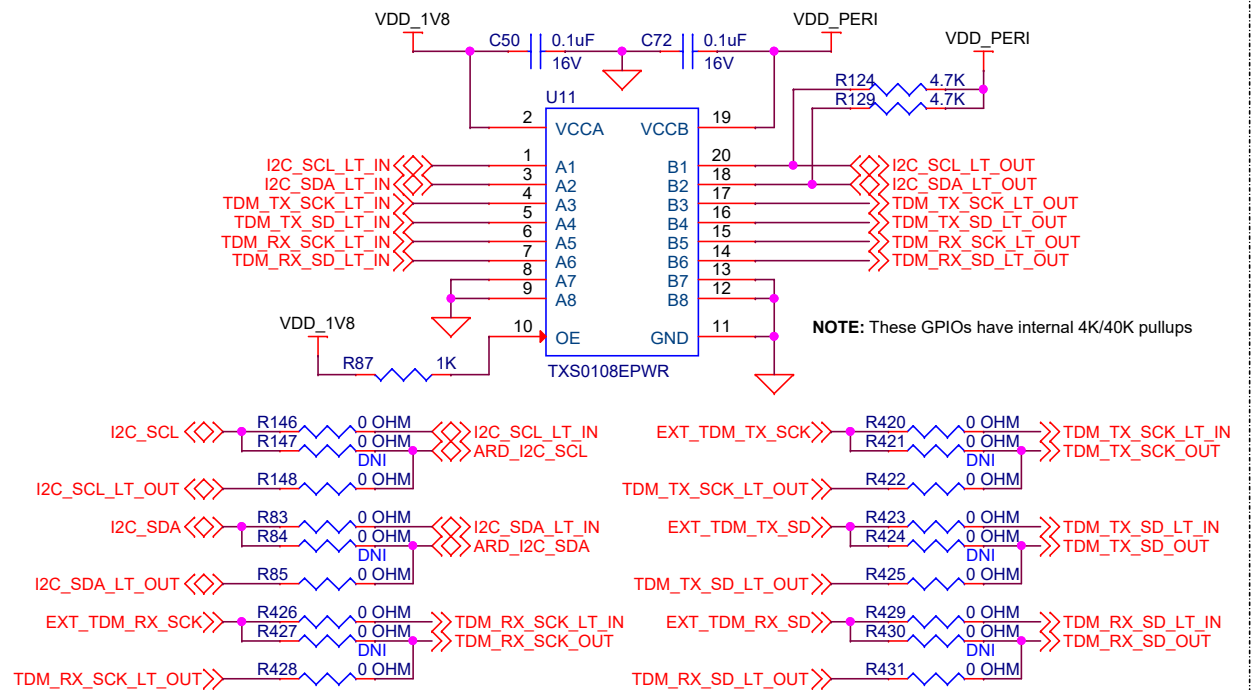 VDD_1V8
VDD_PERI
VDD_PERI
C50 0.1uF
16V
C72 0.1uF
16V
R124 4.7K
R129 4.7K
U11
2 VCCA VCCB 19
I2C_SCL_LT_IN 1 A1 B1 20 I2C_SCL_LT_OUT
I2C_SDA_LT_IN 3 A2 B2 18 I2C_SDA_LT_OUT
TDM_TX_SCK_LT_IN 4 A3 B3 17 TDM_TX_SCK_LT_OUT
TDM_TX_SD_LT_IN 5 A4 B4 16 TDM_TX_SD_LT_OUT
TDM_RX_SCK_LT_IN 6 A5 B5 15 TDM_RX_SCK_LT_OUT
TDM_RX_SD_LT_IN 7 A6 B6 14 TDM_RX_SD_LT_OUT
8 A7 B7 13
9 A8 B8 12
VDD_1V8
10 OE GND 11
NOTE: These GPIOs have internal 4K/40K pullups
R87 1K
TXS0108EPWR
I2C_SCL R146 0 OHM I2C_SCL_LT_IN
R147 0 OHM ARD_I2C_SCL
DNI
I2C_SCL_LT_OUT R148 0 OHM
I2C_SDA R83 0 OHM I2C_SDA_LT_IN
R84 0 OHM ARD_I2C_SDA
DNI
I2C_SDA_LT_OUT R85 0 OHM
EXT_TDM_RX_SCK R426 0 OHM TDM_RX_SCK_LT_IN
R427 0 OHM TDM_RX_SCK_OUT
DNI
TDM_RX_SCK_LT_OUT R428 0 OHM
EXT_TDM_TX_SCK R420 0 OHM TDM_TX_SCK_LT_IN
R421 0 OHM TDM_TX_SCK_OUT
DNI
TDM_TX_SCK_LT_OUT R422 0 OHM
EXT_TDM_TX_SD R423 0 OHM TDM_TX_SD_LT_IN
R424 0 OHM TDM_TX_SD_OUT
DNI
TDM_TX_SD_LT_OUT R425 0 OHM
EXT_TDM_RX_SD R429 0 OHM TDM_RX_SD_LT_IN
R430 0 OHM TDM_RX_SD_OUT
DNI
TDM_RX_SD_LT_OUT R431 0 OHM